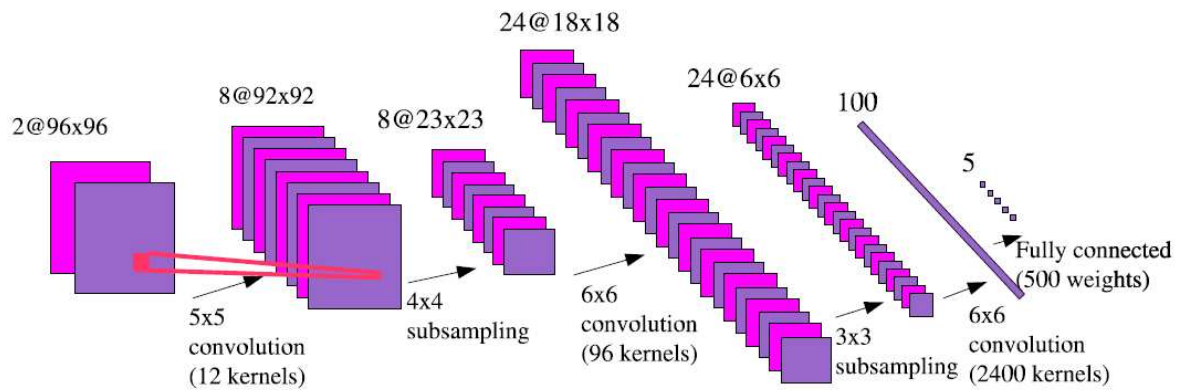 2@96x96
8@92x92
8@23x23
24@18x18
24@6x6
100
5
5x5
convolution
(12 kernels)
4x4
subsampling
6x6
convolution
(96 kernels)
3x3
subsampling
6x6
convolution
(2400 kernels)
Fully connected
(500 weights)